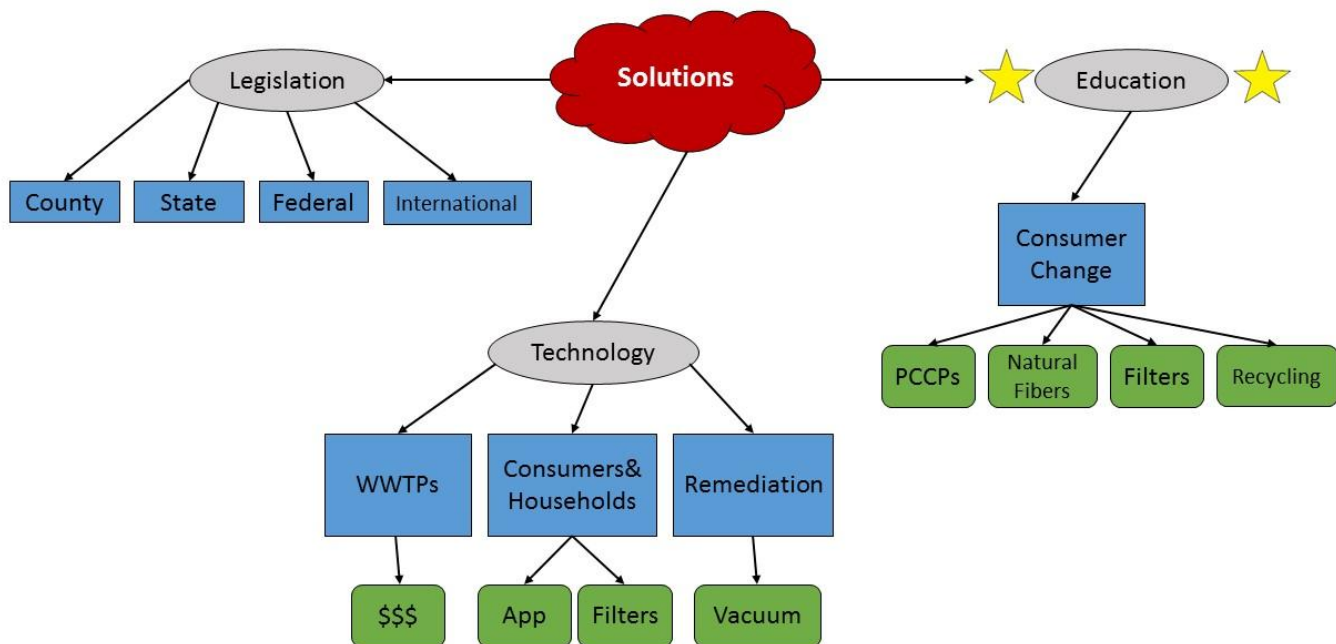 Solutions
Legislation
Education
County
State
Federal
International
Consumer
Change
PCCPs
Natural
Fibers
Filters
Recycling
Technology
WWTPs
Consumers&
Households
Remediation
$$$
App
Filters
Vacuum